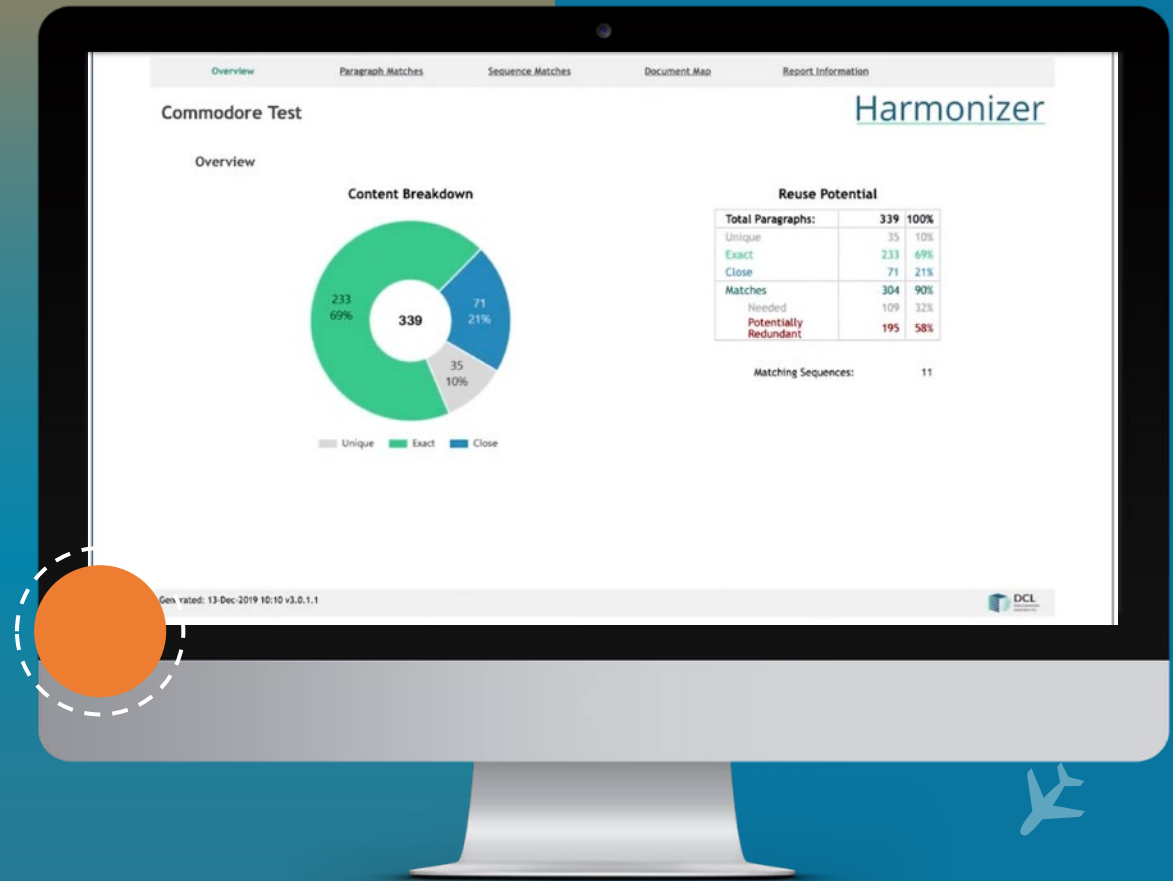 Overview Paragraph Matches Sequence Matches Document Map Report Information
Commodore Test
Harmonizer
Overview
Content Breakdown
233
69%
339
71
21%
35
10%
Unique Exact Close
Reuse Potential
Total Paragraphs: 339 100%
Unique 35 10%
Exact 233 69%
Close 71 21%
Matches 304 90%
Needed 109 32%
Potentially
Redundant 195 58%
Matching Sequences: 11
Generated: 13-Dec-2019 10:10 v3.0.1.1
DCL